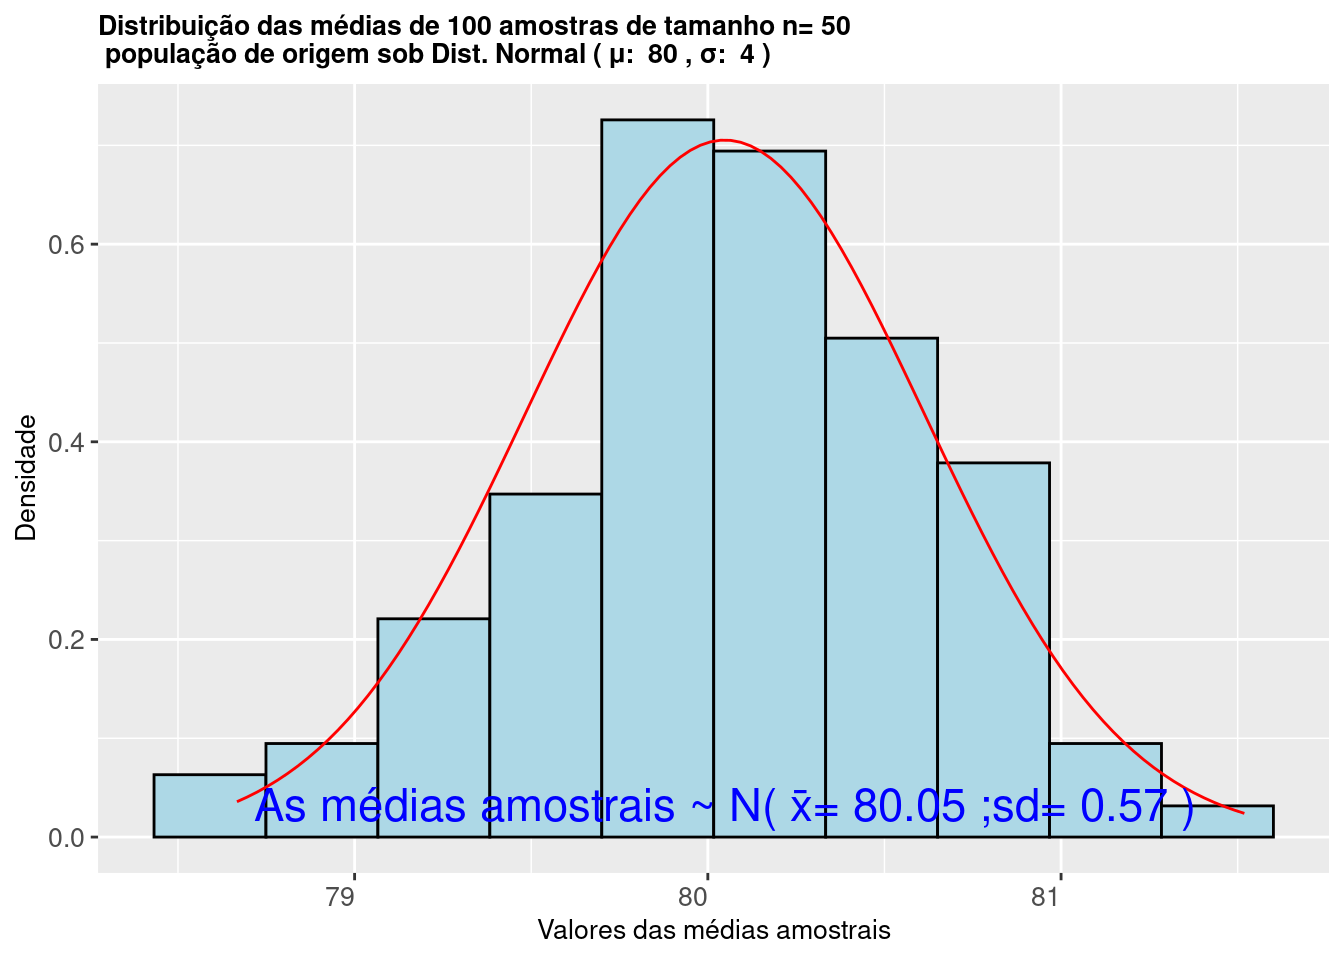 Distribuição das médias de 100 amostras de tamanho n= 50
população de origem sob Dist. Normal ( μ:  80 , σ:  4 )
Densidade
0.6
0.4
0.2
0.0
As médias amostrais ~ N( x̄= 80.05 ;sd= 0.57 )
79
80
81
Valores das médias amostrais